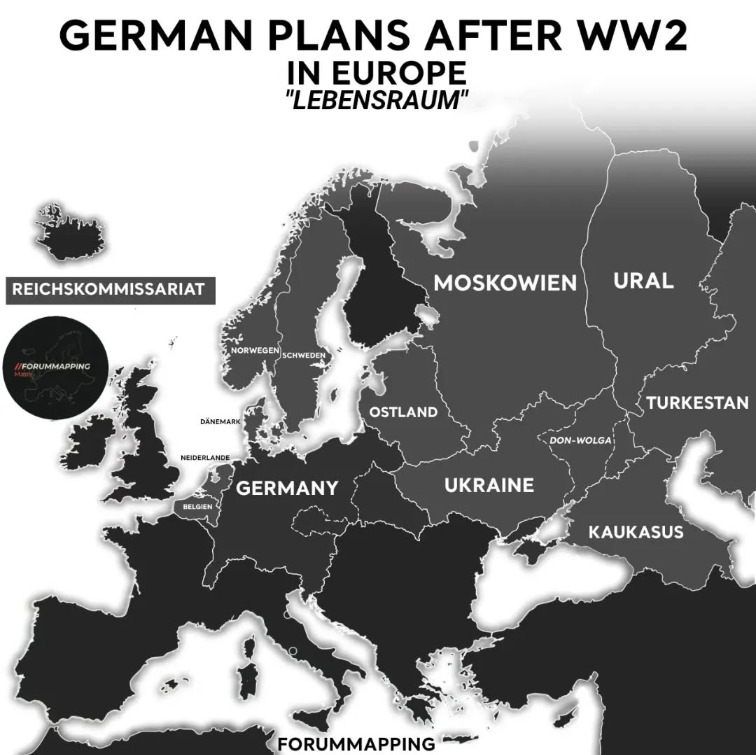 GERMAN PLANS AFTER WW2
IN EUROPE
"LEBENSRAUM"
REICHSKOMMISSARIAT
MOSKOWIEN
URAL
//FORUMMAPPING
NORWEGEN
SCHWEDEN
TURKESTAN
OSTLAND
DÄNEMARK
DON-WOLGA
NEIDERLANDE
GERMANY
UKRAINE
BELGIEN
KAUKASUS
FORUMMAPPING